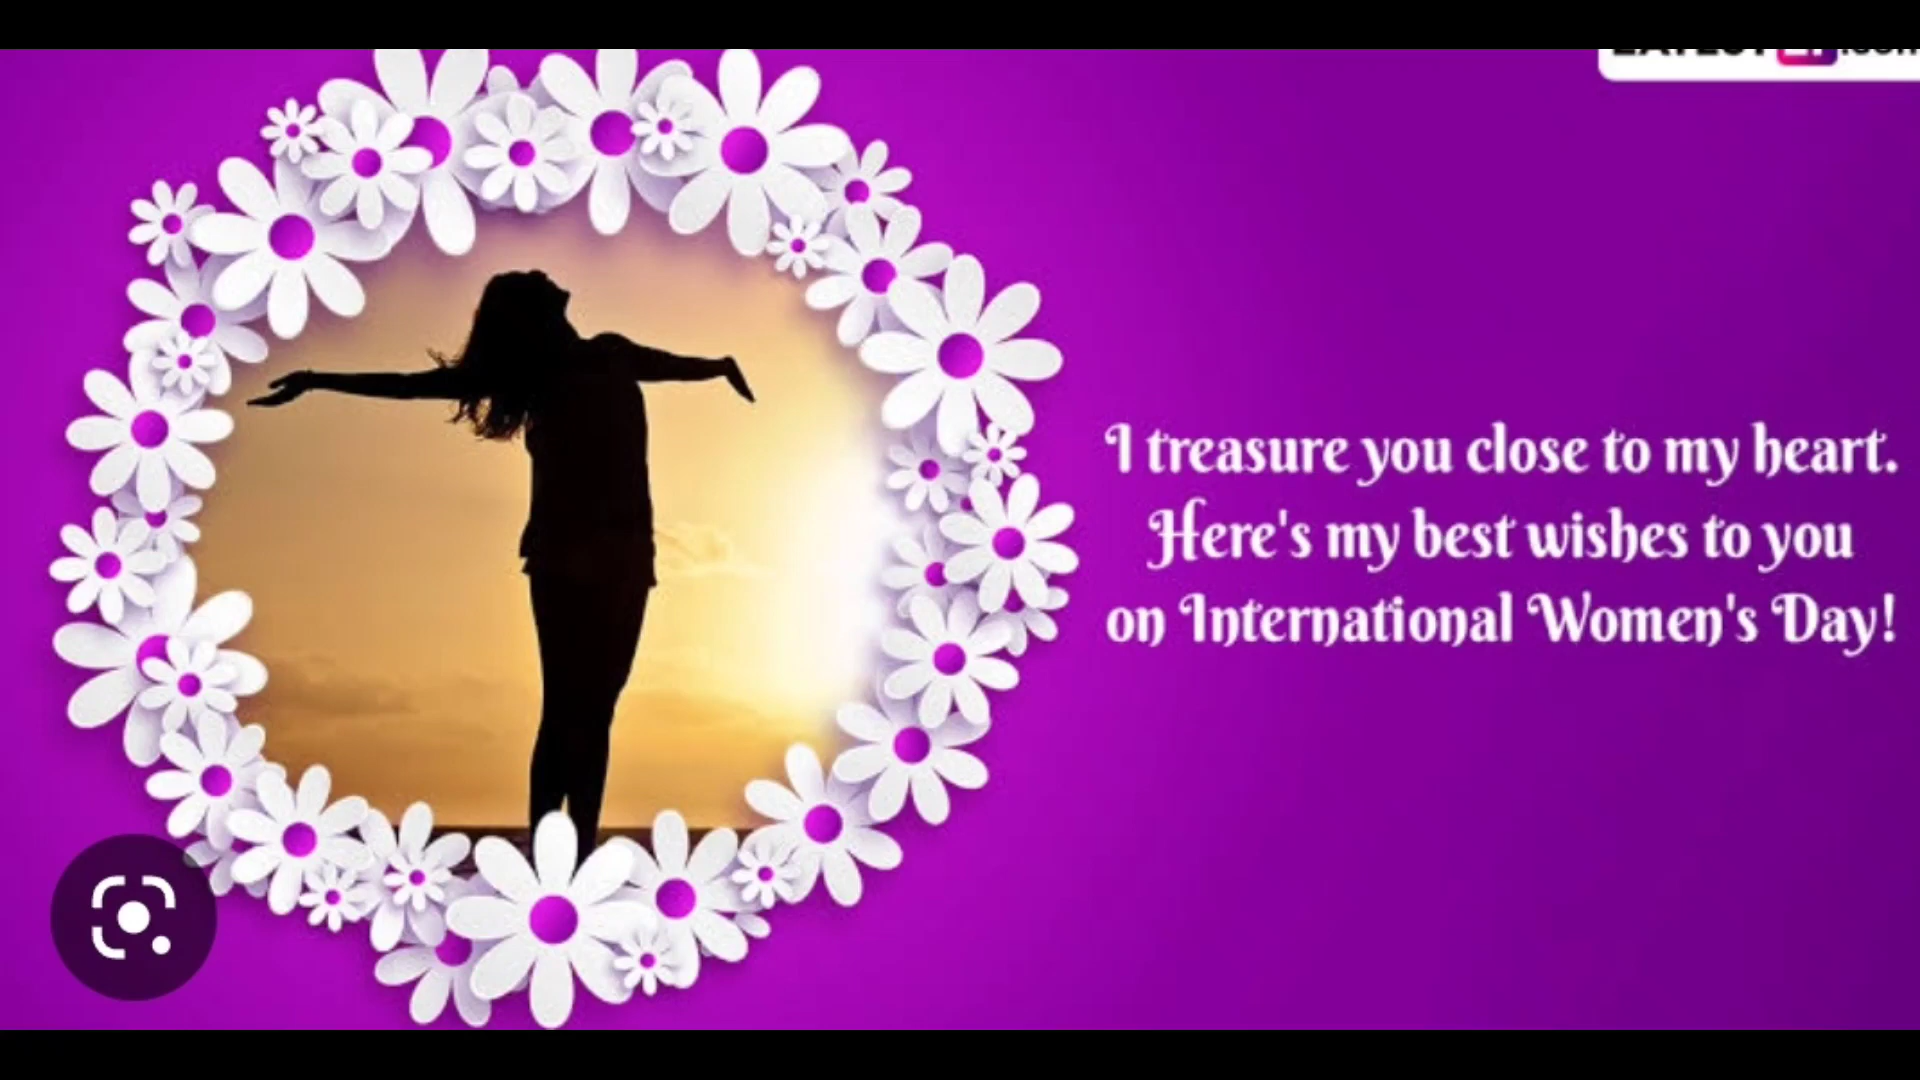 I treasure you close to my heart.
Here's my best wishes to you
on International Women's Day!